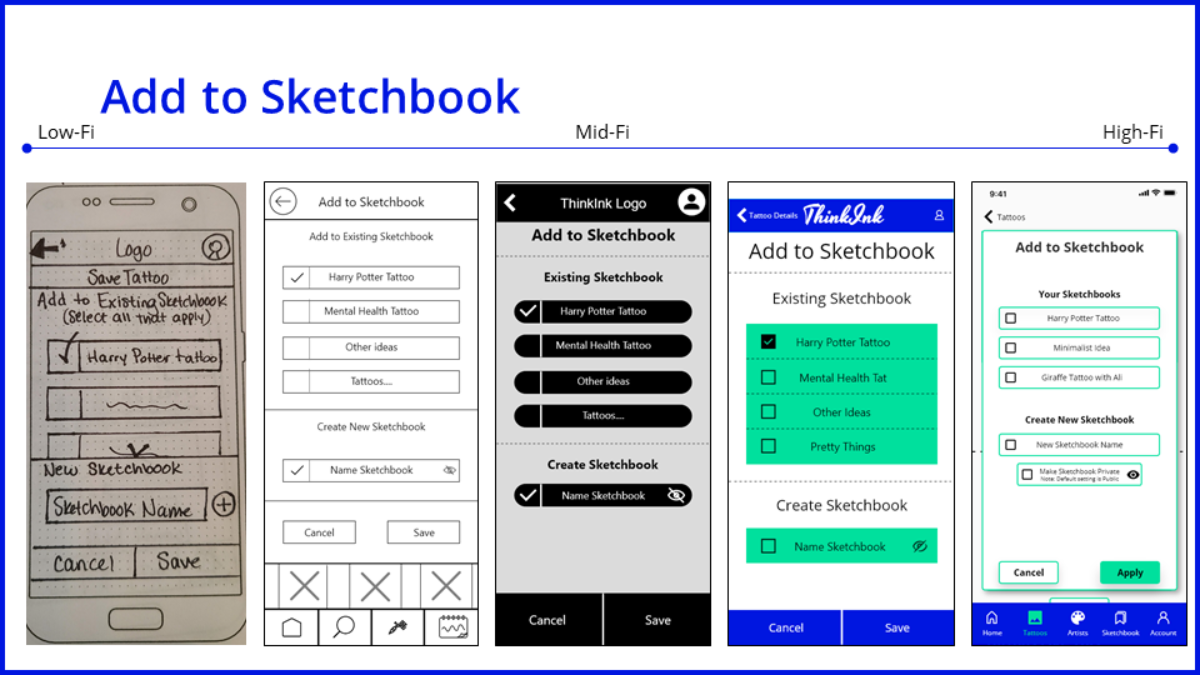 Add to Sketchbook
Low-Fi
Mid-Fi
High-Fi
Logo
Save Tattoo
Add to Existing Sketchbook
(Select all that apply)
Harry Potter tattoo
New Sketchbook
Sketchbook Name
Cancel
Save
Add to Sketchbook
Add to Existing Sketchbook
Harry Potter Tattoo
Mental Health Tattoo
Other ideas
Tattoos....
Create New Sketchbook
Name Sketchbook
Cancel
Save
ThinkInk Logo
Add to Sketchbook
Existing Sketchbook
Harry Potter Tattoo
Mental Health Tattoo
Other ideas
Tattoos....
Create Sketchbook
Name Sketchbook
Cancel
Save
Tattoo Details
ThinkInk
Add to Sketchbook
Existing Sketchbook
Harry Potter Tattoo
Mental Health Tat
Other Ideas
Pretty Things
Create Sketchbook
Name Sketchbook
Cancel
Save
9:41
Tattoos
Add to Sketchbook
Your Sketchbooks
Harry Potter Tattoo
Minimalist Idea
Giraffe Tattoo with Ali
Create New Sketchbook
New Sketchbook Name
Make Sketchbook Private
Note: Default setting is Public
Cancel
Apply
Home
Tattoos
Artists
Sketchbook
Account